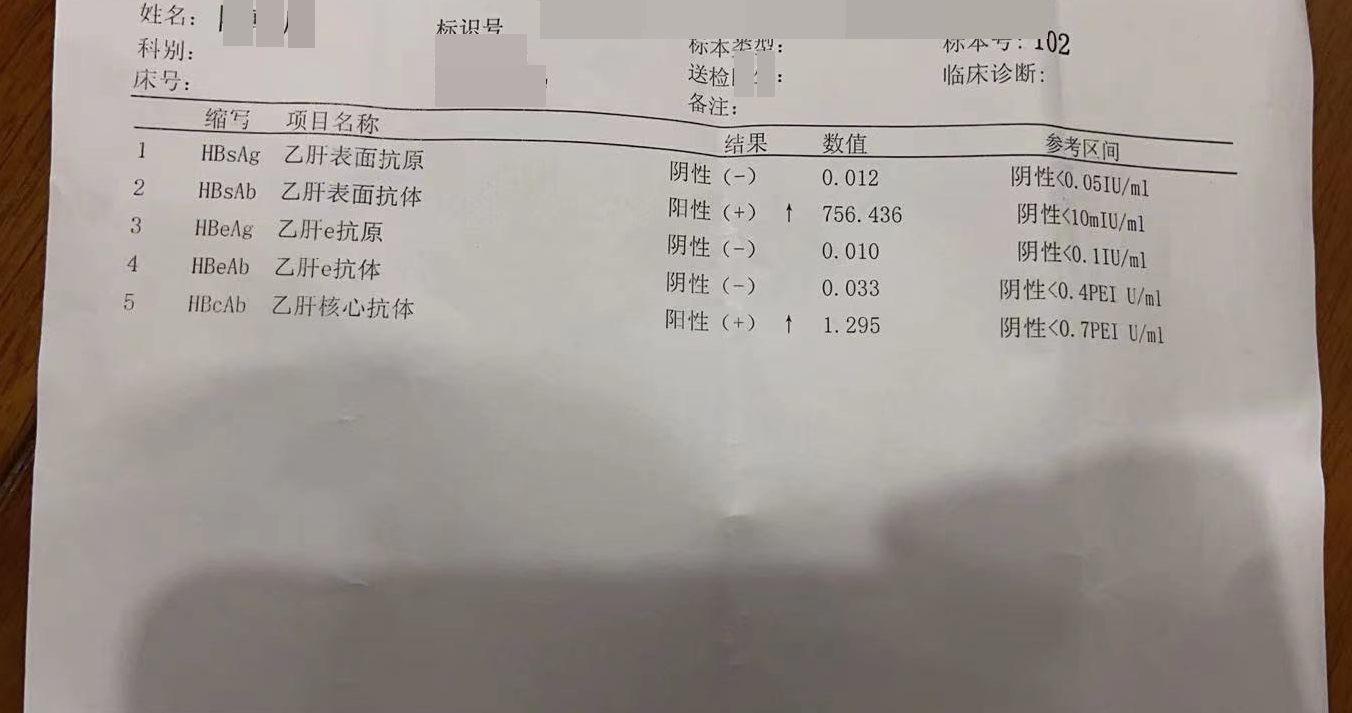 姓名:
标识号
标本类型:
标本号: 102
科别:
送检
临床诊断:
床号:
备注:
缩写 项目名称 结果 数值 参考区间
1 HBsAg 乙肝表面抗原 阴性 (-) 0.012 阴性<0.05IU/ml
2 HBsAb 乙肝表面抗体 阳性 (+) ↑ 756.436 阴性<10mIU/ml
3 HBeAg 乙肝e抗原 阴性 (-) 0.010 阴性<0.1IU/ml
4 HBeAb 乙肝e抗体 阴性 (-) 0.033 阴性<0.4PEI U/ml
5 HBcAb 乙肝核心抗体 阳性 (+) ↑ 1.295 阴性<0.7PEI U/ml